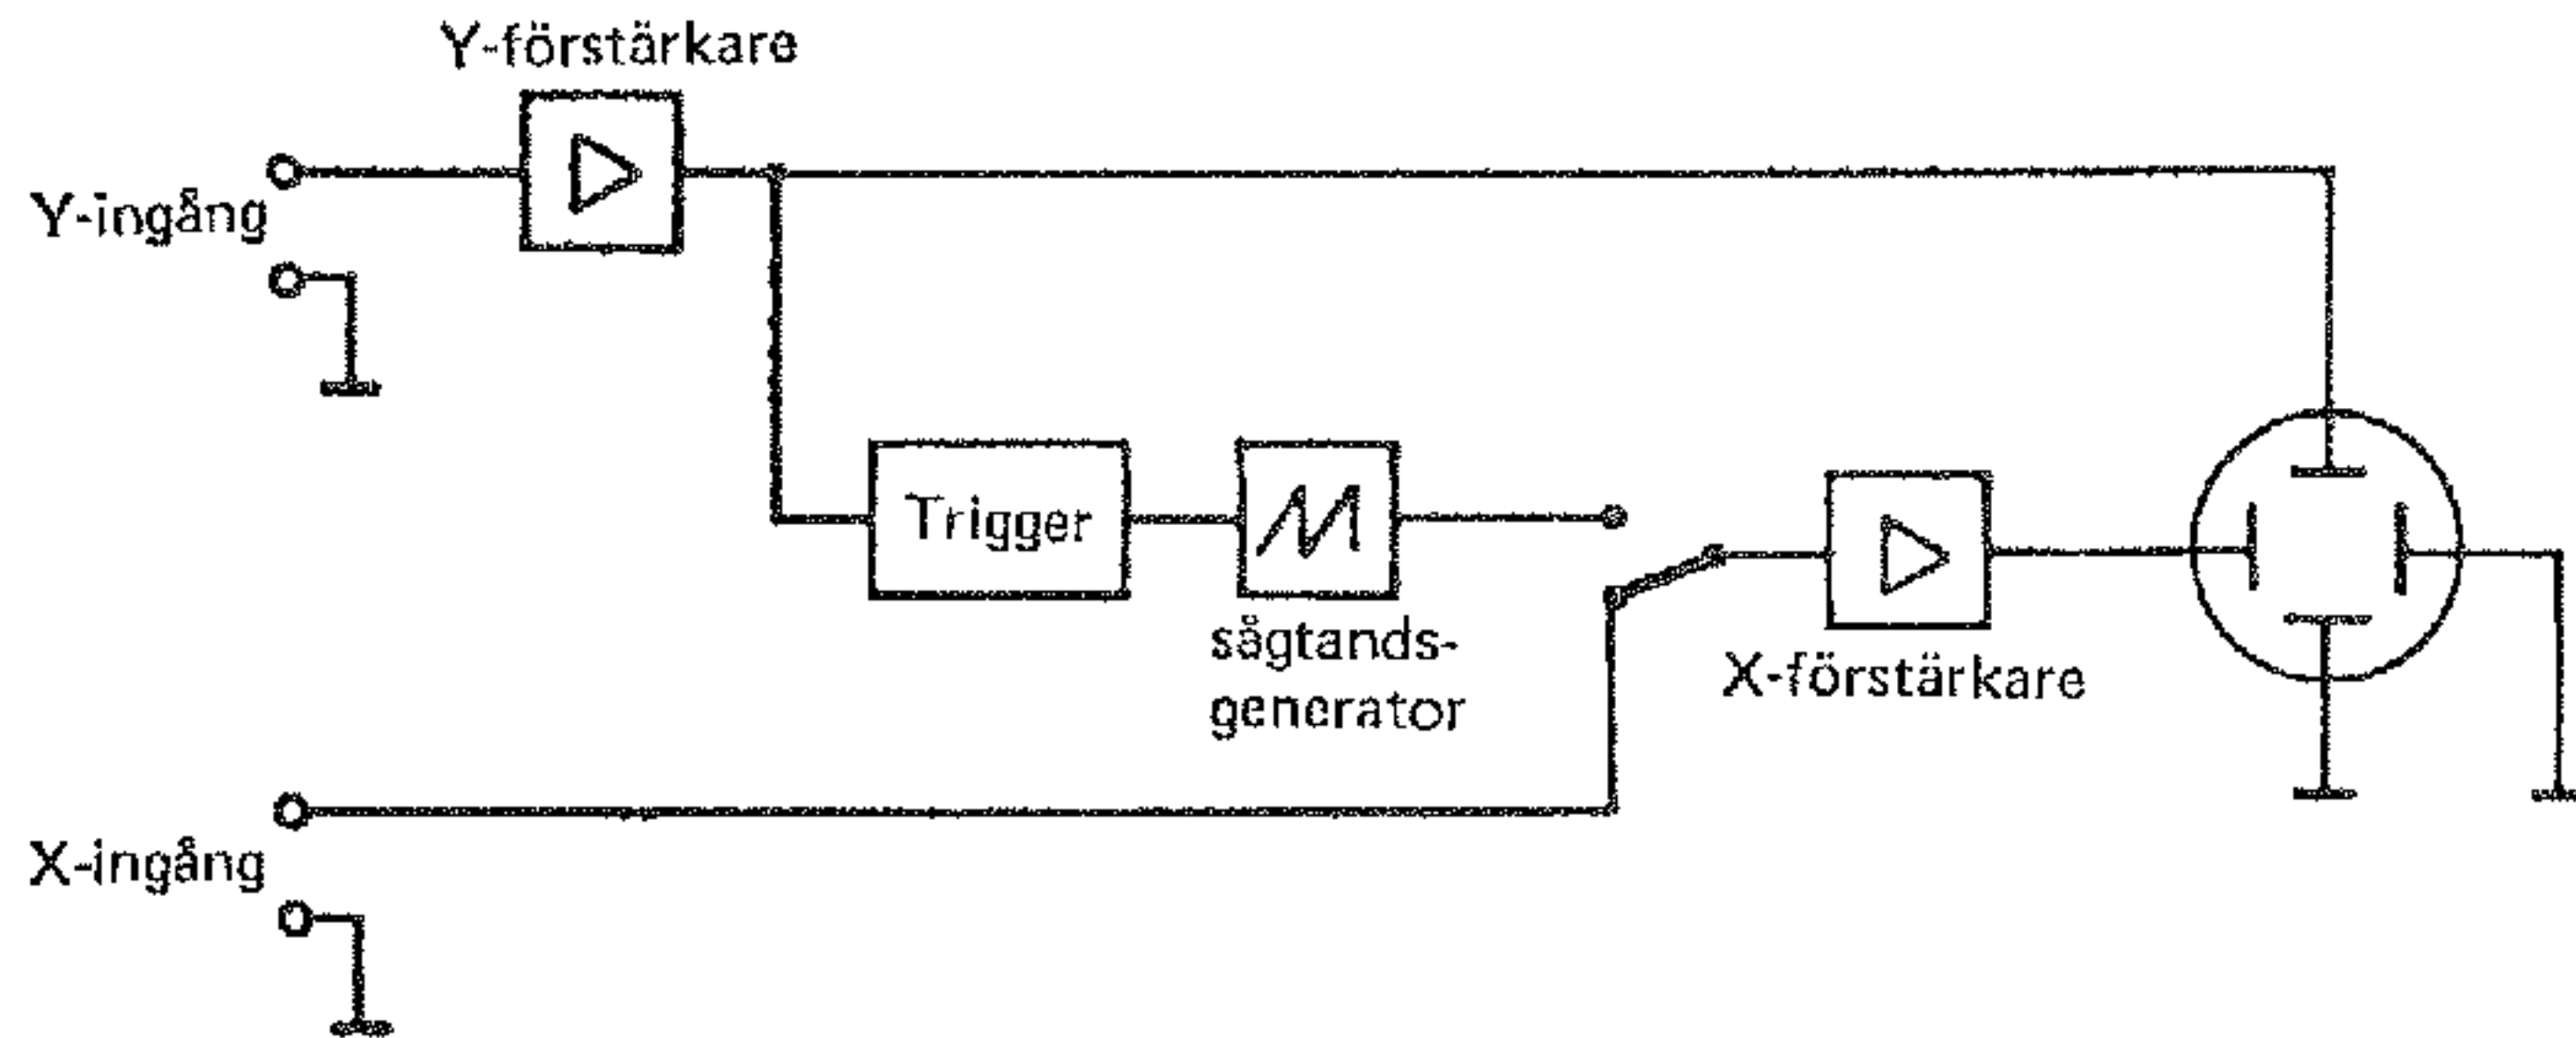 Y-förstärkare
Y-ingång
Trigger
sågtands-
generator
X-förstärkare
X-ingång